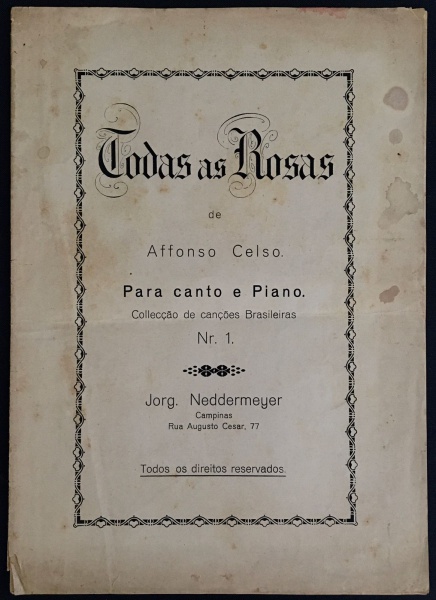 Todas as Rosas
de
Affonso Celso.
Para canto e Piano.
Collecção de canções Brasileiras
Nr. 1.
Jorg. Neddermeyer
Campinas
Rua Augusto Cesar, 77
Todos os direitos reservados.